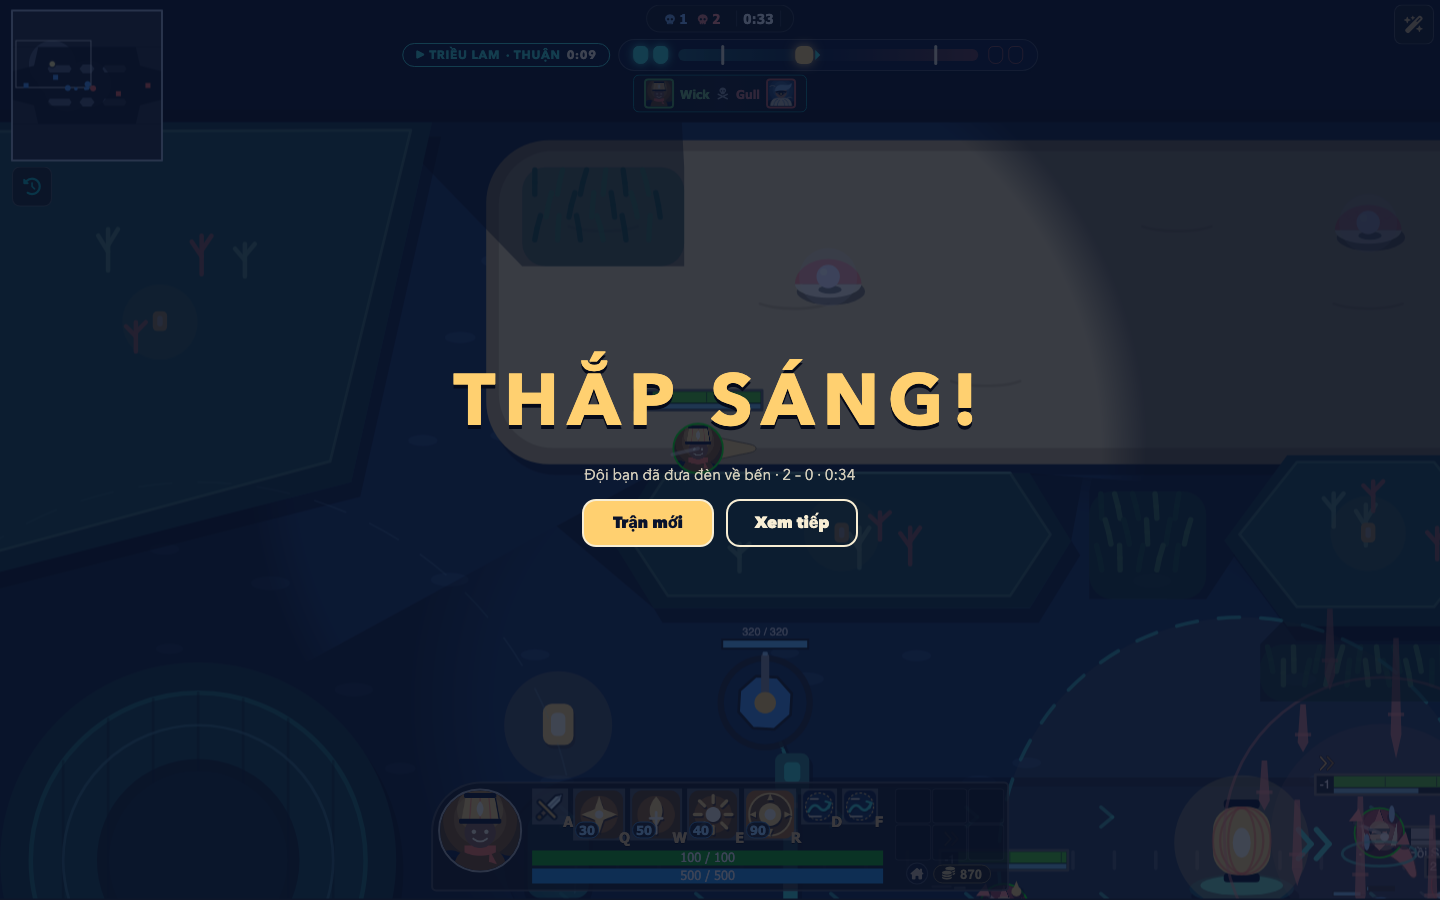 1 2 0:33
TRIỀU LAM · THUẬN 0:09
Wick Gull
THẮP SÁNG!
Đội bạn đã đưa đèn về bến · 2 - 0 · 0:34
Trận mới Xem tiếp
320 / 320
-1
A Q W E R D F
30 50 40 90
100 / 100
500 / 500
870